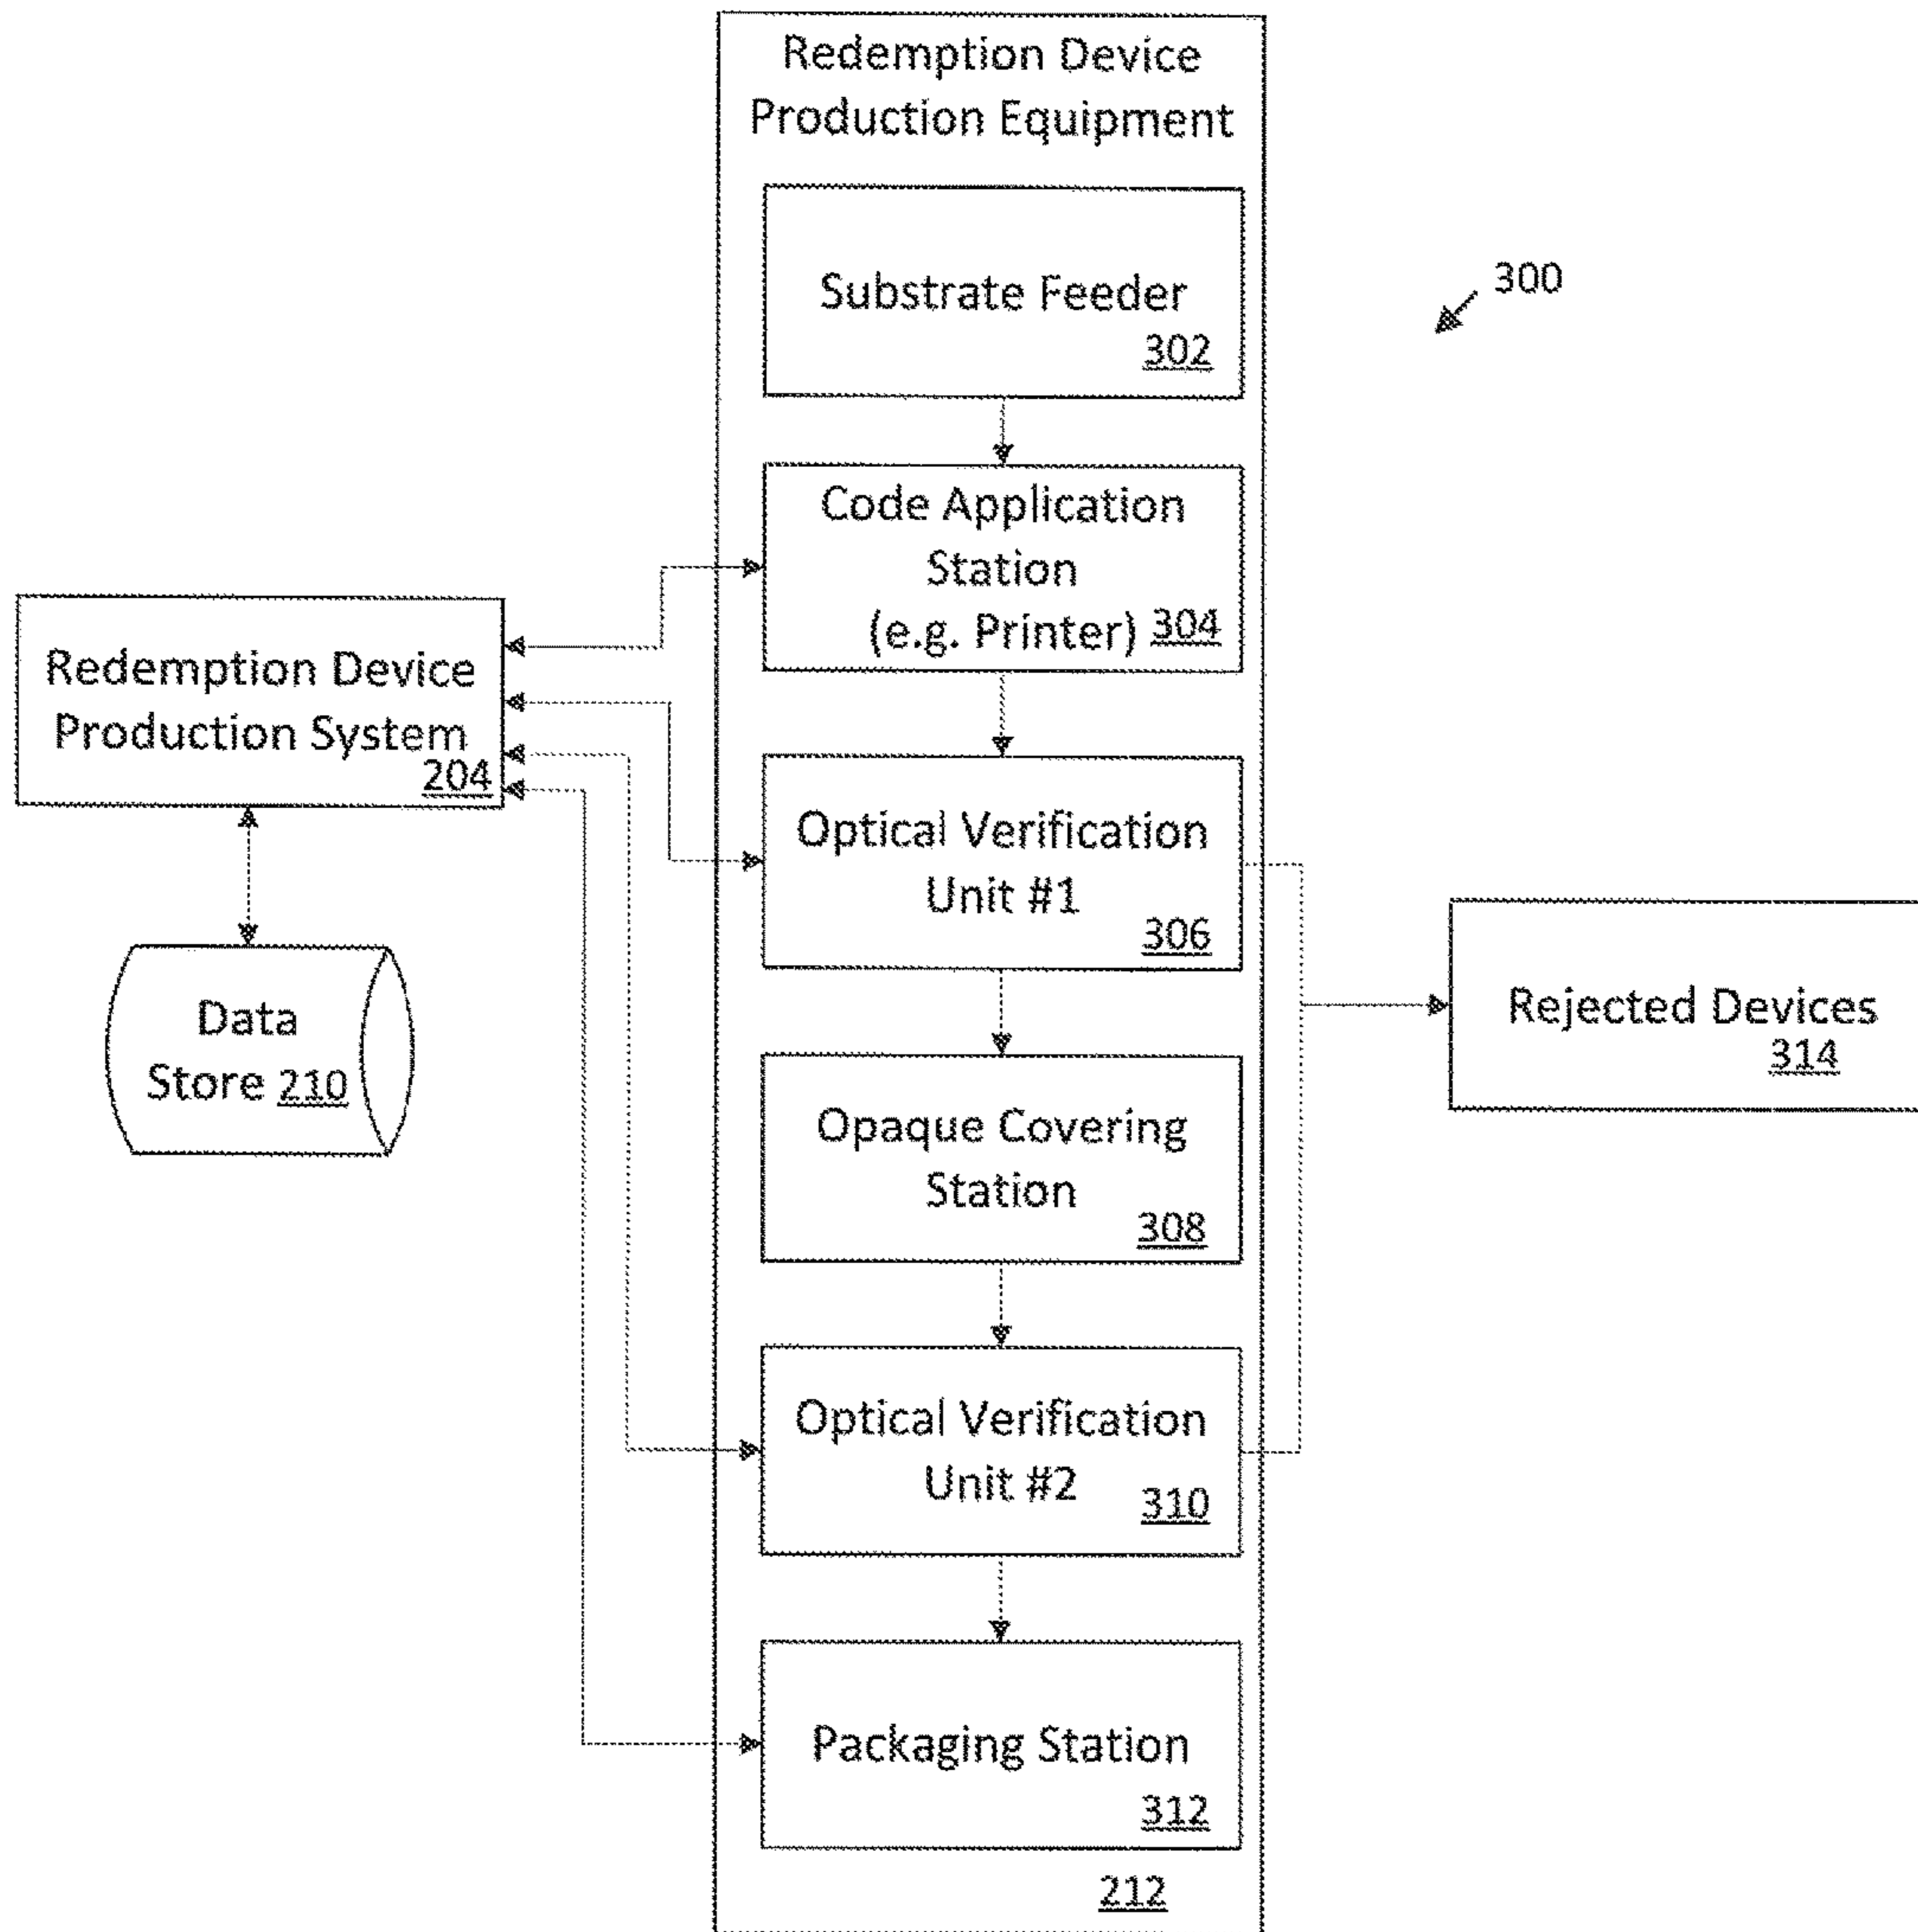 Redemption Device
Production Equipment
Substrate Feeder
302
300
Code Application
Station
(e.g. Printer) 304
Redemption Device
Production System
204
Optical Verification
Unit #1
306
Data
Store 210
Rejected Devices
314
Opaque Covering
Station
308
Optical Verification
Unit #2
310
Packaging Station
312
212